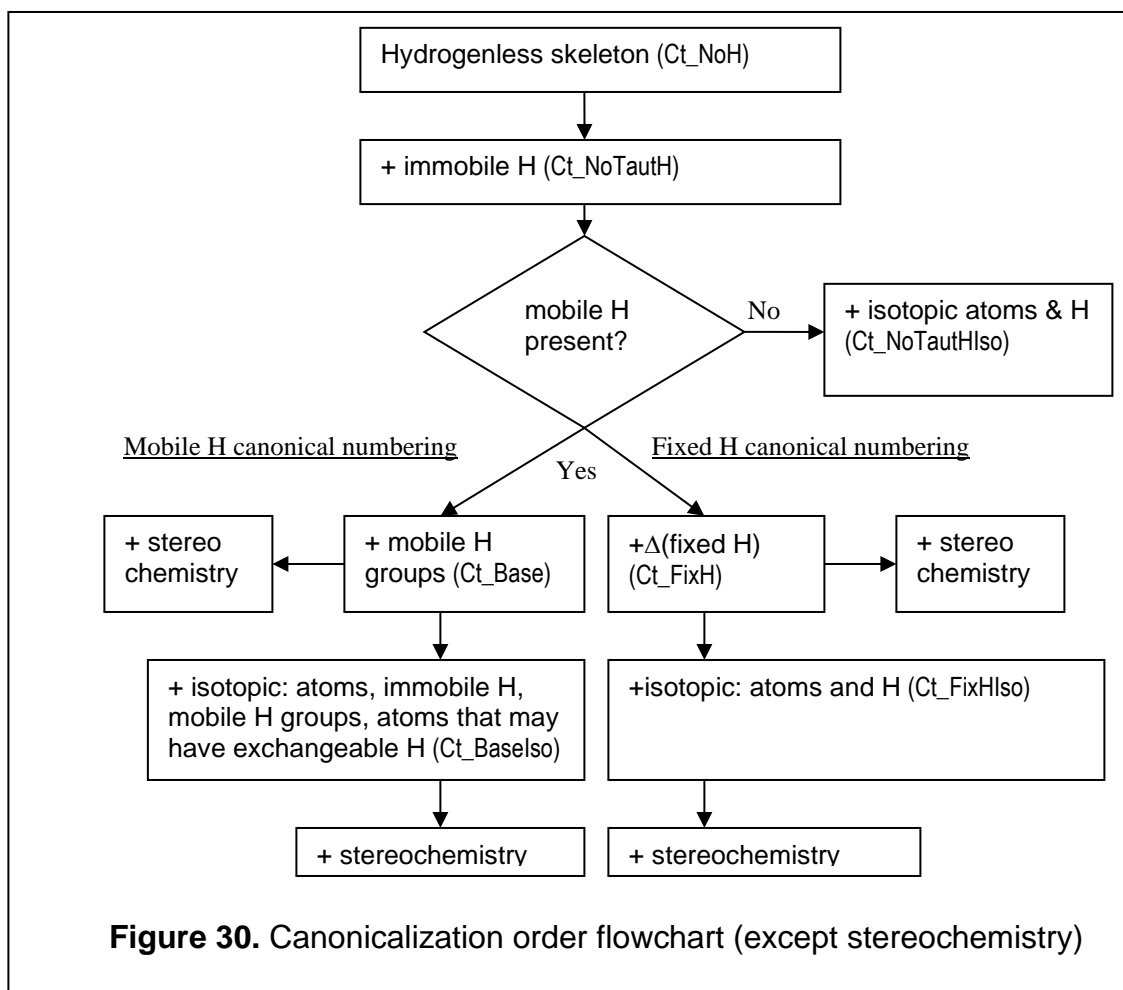 Hydrogenless skeleton (Ct_NoH)
+ immobile H (Ct_NoTautH)
mobile H
present?
No
+ isotopic atoms & H
(Ct_NoTautHIso)
Mobile H canonical numbering
Fixed H canonical numbering
Yes
+ stereo
chemistry
+ mobile H
groups (Ct_Base)
+Δ(fixed H)
(Ct_FixH)
+ stereo
chemistry
+ isotopic: atoms, immobile H,
mobile H groups, atoms that may
have exchangeable H (Ct_BaseIso)
+isotopic: atoms and H (Ct_FixHIso)
+ stereochemistry
+ stereochemistry
Figure 30. Canonicalization order flowchart (except stereochemistry)